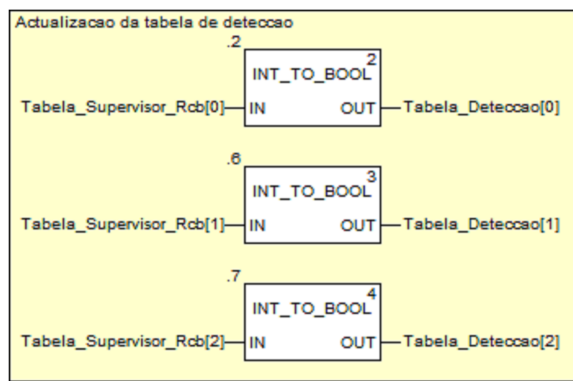 Actualizacao da tabela de deteccao
.2
2
INT_TO_BOOL
Tabela_Supervisor_Rcb[0] IN OUT Tabela_Deteccao[0]
.6
3
INT_TO_BOOL
Tabela_Supervisor_Rcb[1] IN OUT Tabela_Deteccao[1]
.7
4
INT_TO_BOOL
Tabela_Supervisor_Rcb[2] IN OUT Tabela_Deteccao[2]